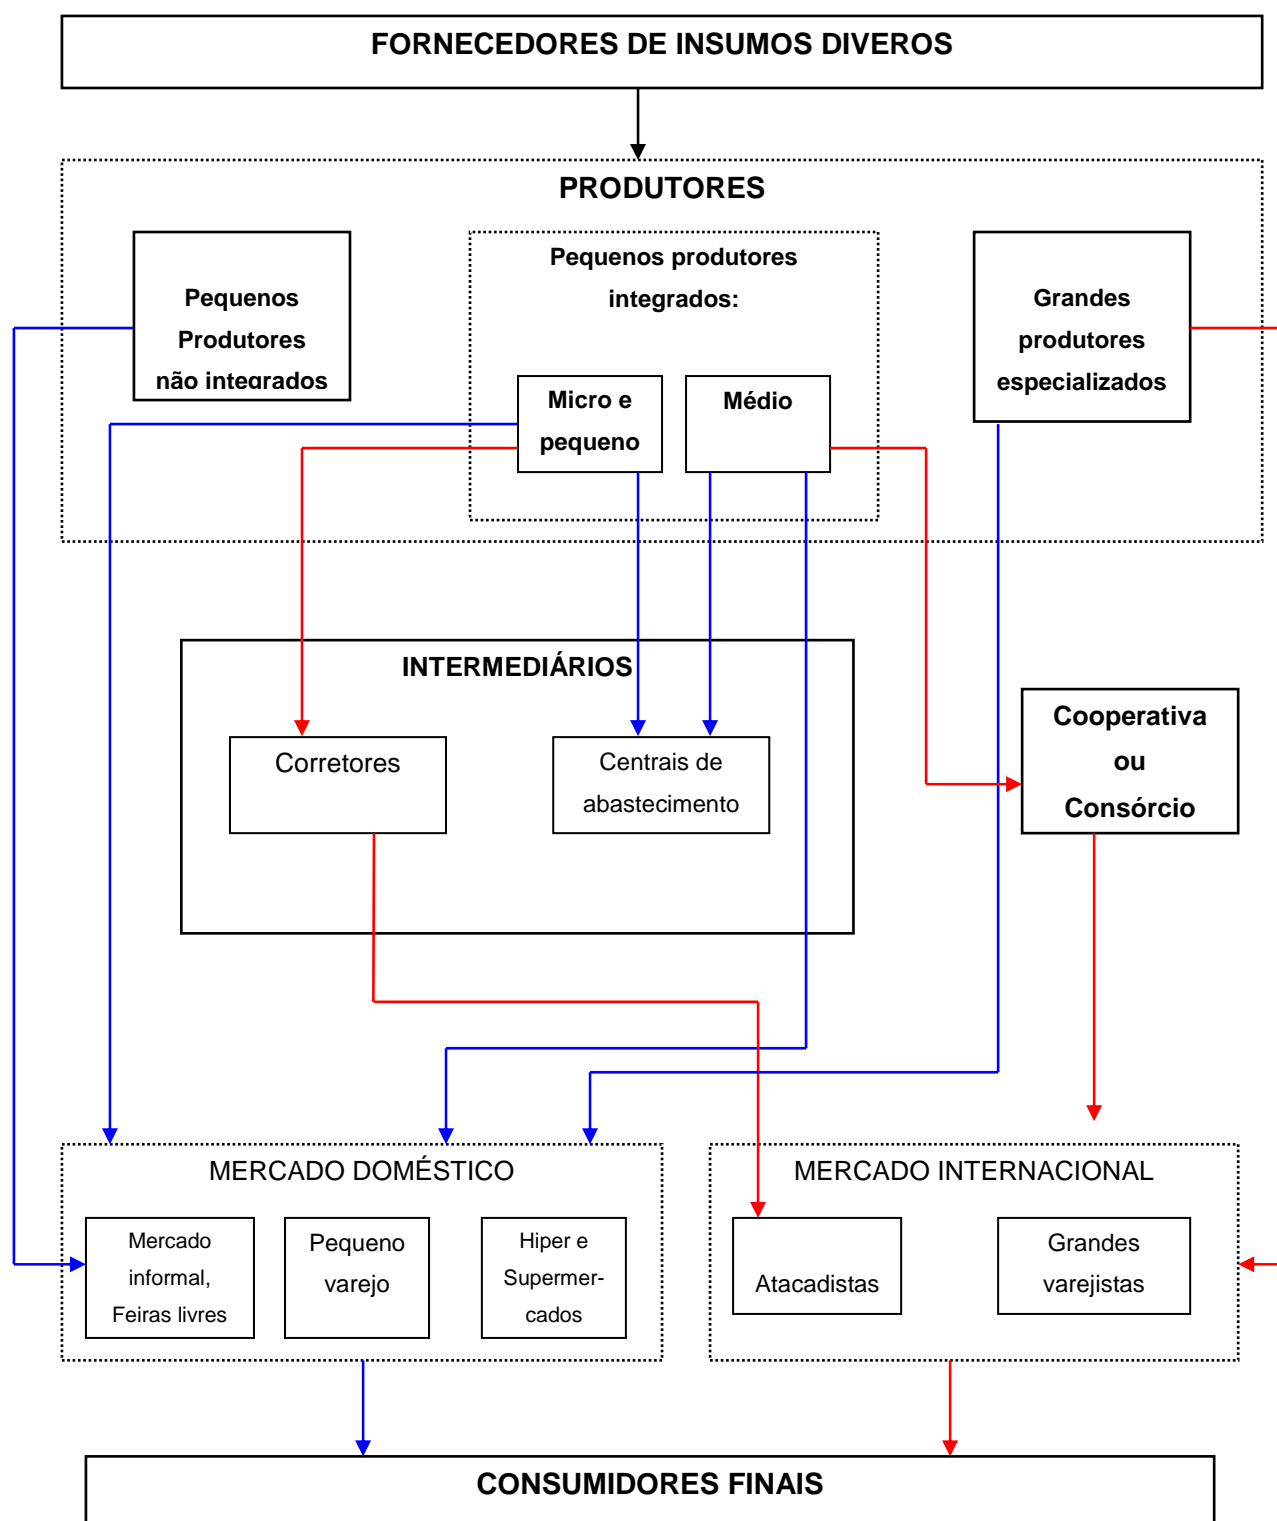 FORNECEDORES DE INSUMOS DIVEROS
PRODUTORES
Pequenos
Produtores
não integrados
Pequenos produtores
integrados:
Micro e
pequeno
Médio
Grandes
produtores
especializados
INTERMEDIÁRIOS
Corretores
Centrais de
abastecimento
Cooperativa
ou
Consórcio
MERCADO DOMÉSTICO
Mercado
informal,
Feiras livres
Pequeno
varejo
Hiper e
Supermer-
cados
MERCADO INTERNACIONAL
Atacadistas
Grandes
varejistas
CONSUMIDORES FINAIS